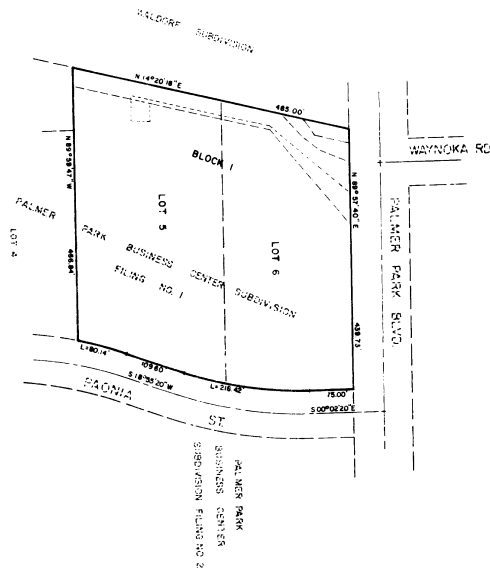 WALDORF SUBDIVISION
N 14°20'18"E
485.00'
WAYNOKA RD
N 89°59'47"W
BLOCK 1
N 89°57'40"E
LOT 5
LOT 6
PALMER PARK BUSINESS CENTER SUBDIVISION
FILING NO. 1
LOT 4
466.84'
PALMER PARK BLVD.
439.73'
L=80.14'
109.60
S 18°55'20"W
L=216.42'
75.00'
S 00°02'20"E
PAONIA ST.
PALMER PARK
BUSINESS CENTER
SUBDIVISION FILING NO 2